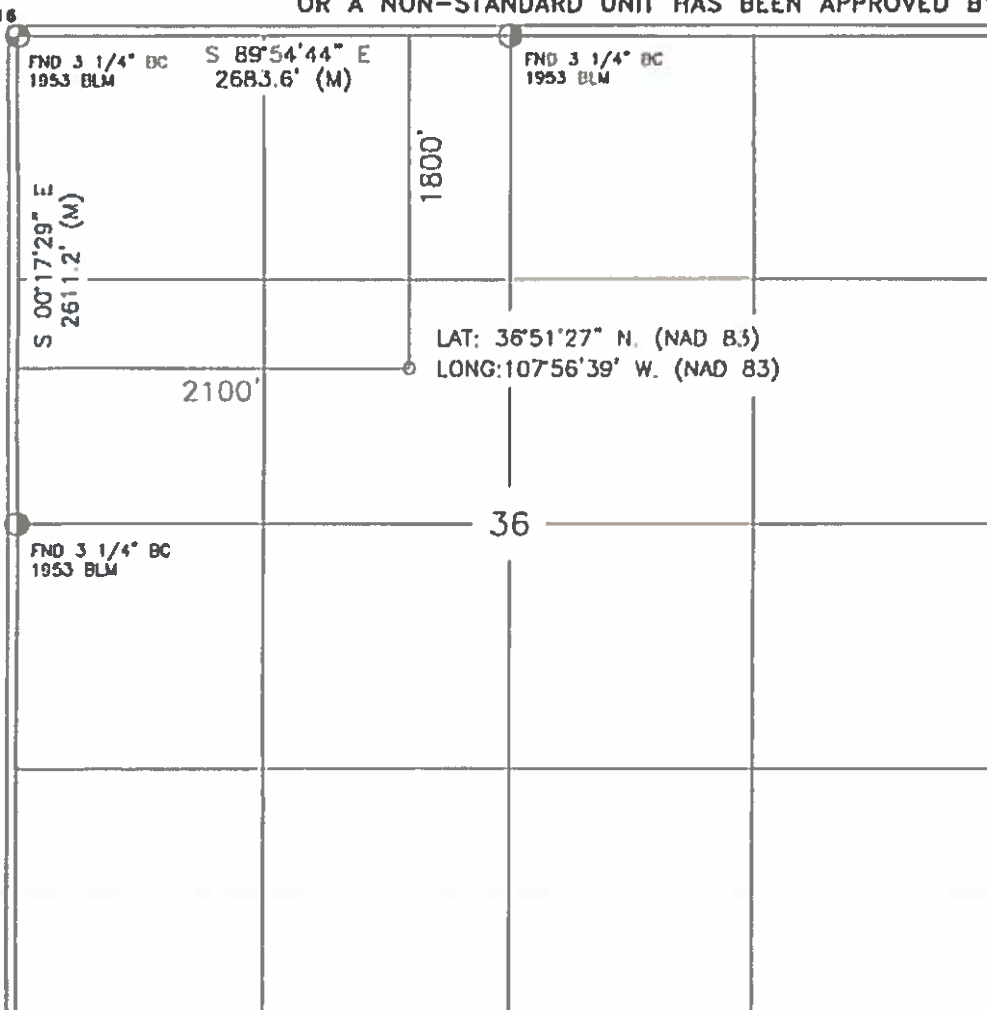 OR A NON-STANDARD UNIT HAS BEEN APPROVED BY
16
FND 3 1/4" BC
1953 BLM
S 89°54'44" E
2683.6' (M)
FND 3 1/4" BC
1953 BLM
1800'
S 00°17'29" E
2611.2' (M)
LAT: 36°51'27" N. (NAD 83)
LONG:107°56'39' W. (NAD 83)
2100'
36
FND 3 1/4" BC
1953 BLM